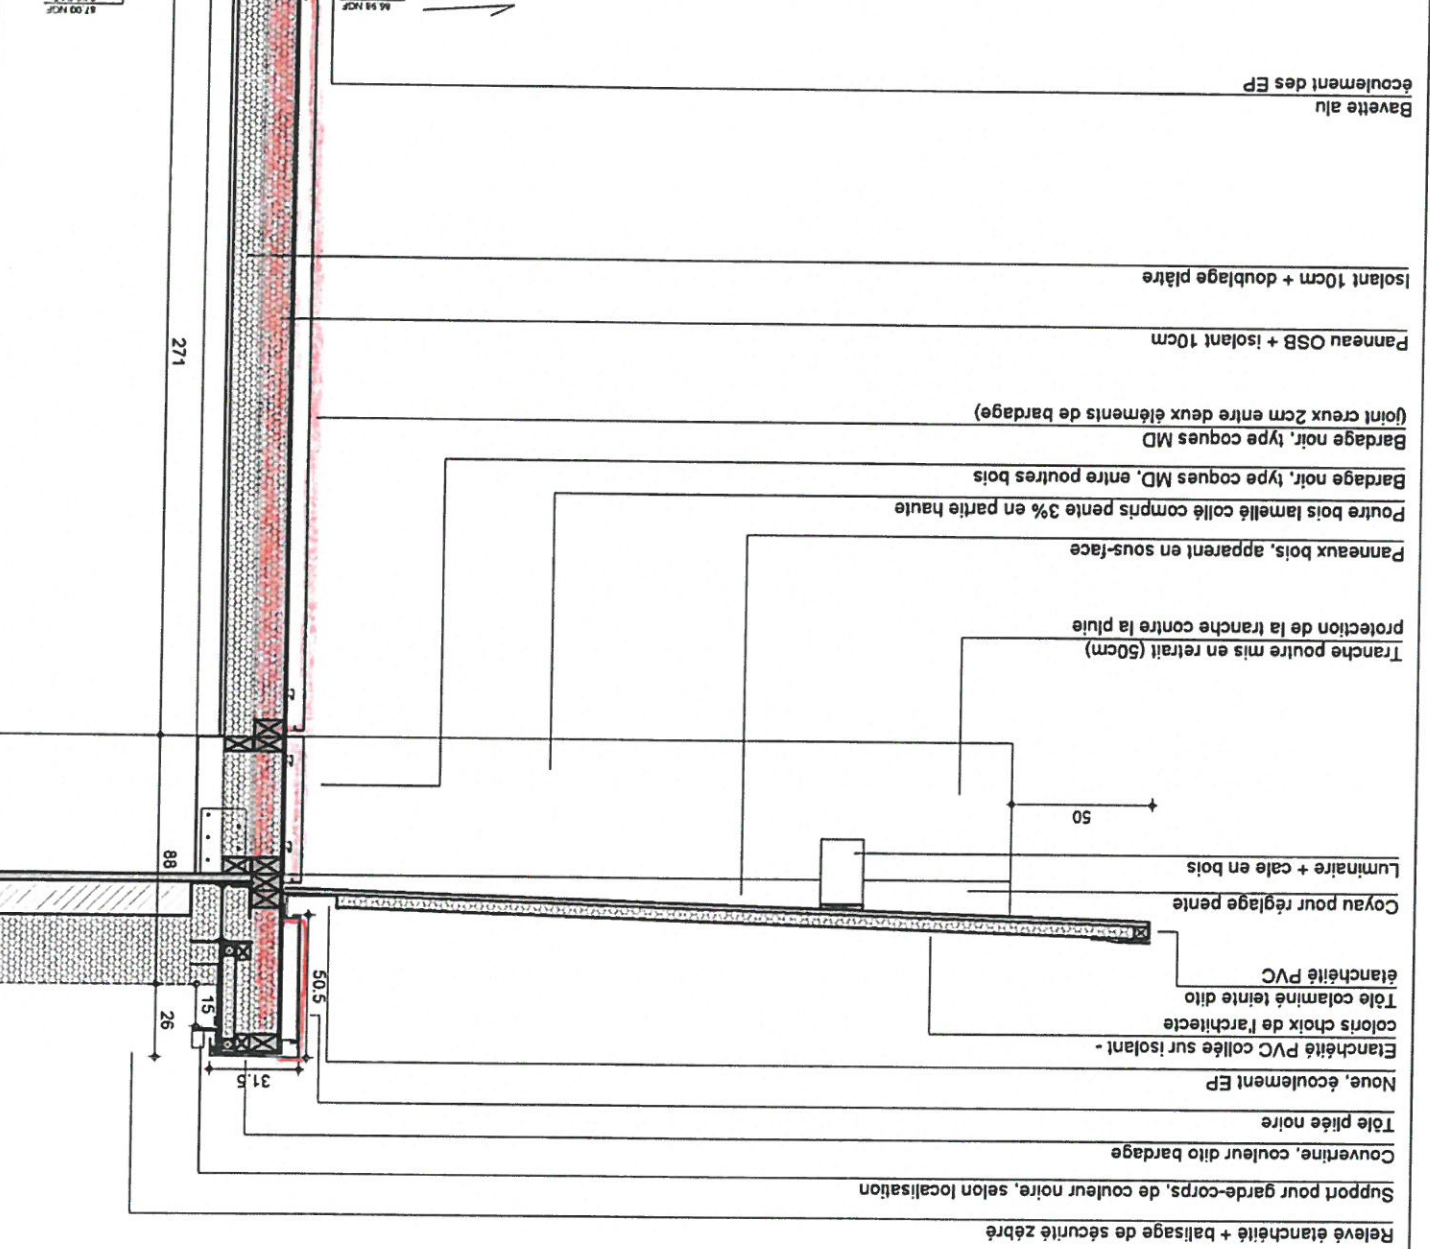 Relevé étanchéité + balisage de sécurité zébré
Support pour garde-corps, de couleur noire, selon localisation
Couvertine, couleur dito bardage
Tôle pliée noire
Noue, écoulement EP
Etanchéité PVC collée sur isolant -
coloris choix de l'architecte
Tôle colaminé teinte dito
étanchéité PVC
Coyau pour réglage pente
Luminaire + cale en bois
Tranche poutre mis en retrait (50cm)
protection de la tranche contre la pluie
Panneaux bois, apparent en sous-face
Poutre bois lamellé collé compris pente 3% en partie haute
Bardage noir, type coques MD, entre poutres bois
Bardage noir, type coques MD
(joint creux 2cm entre deux éléments de bardage)
Panneau OSB + isolant 10cm
Isolant 10cm + doublage plâtre
Bavette alu
écoulement des EP
31.5
26
15
50.5
50
88
271
86.98 NGF
87.00 NGF